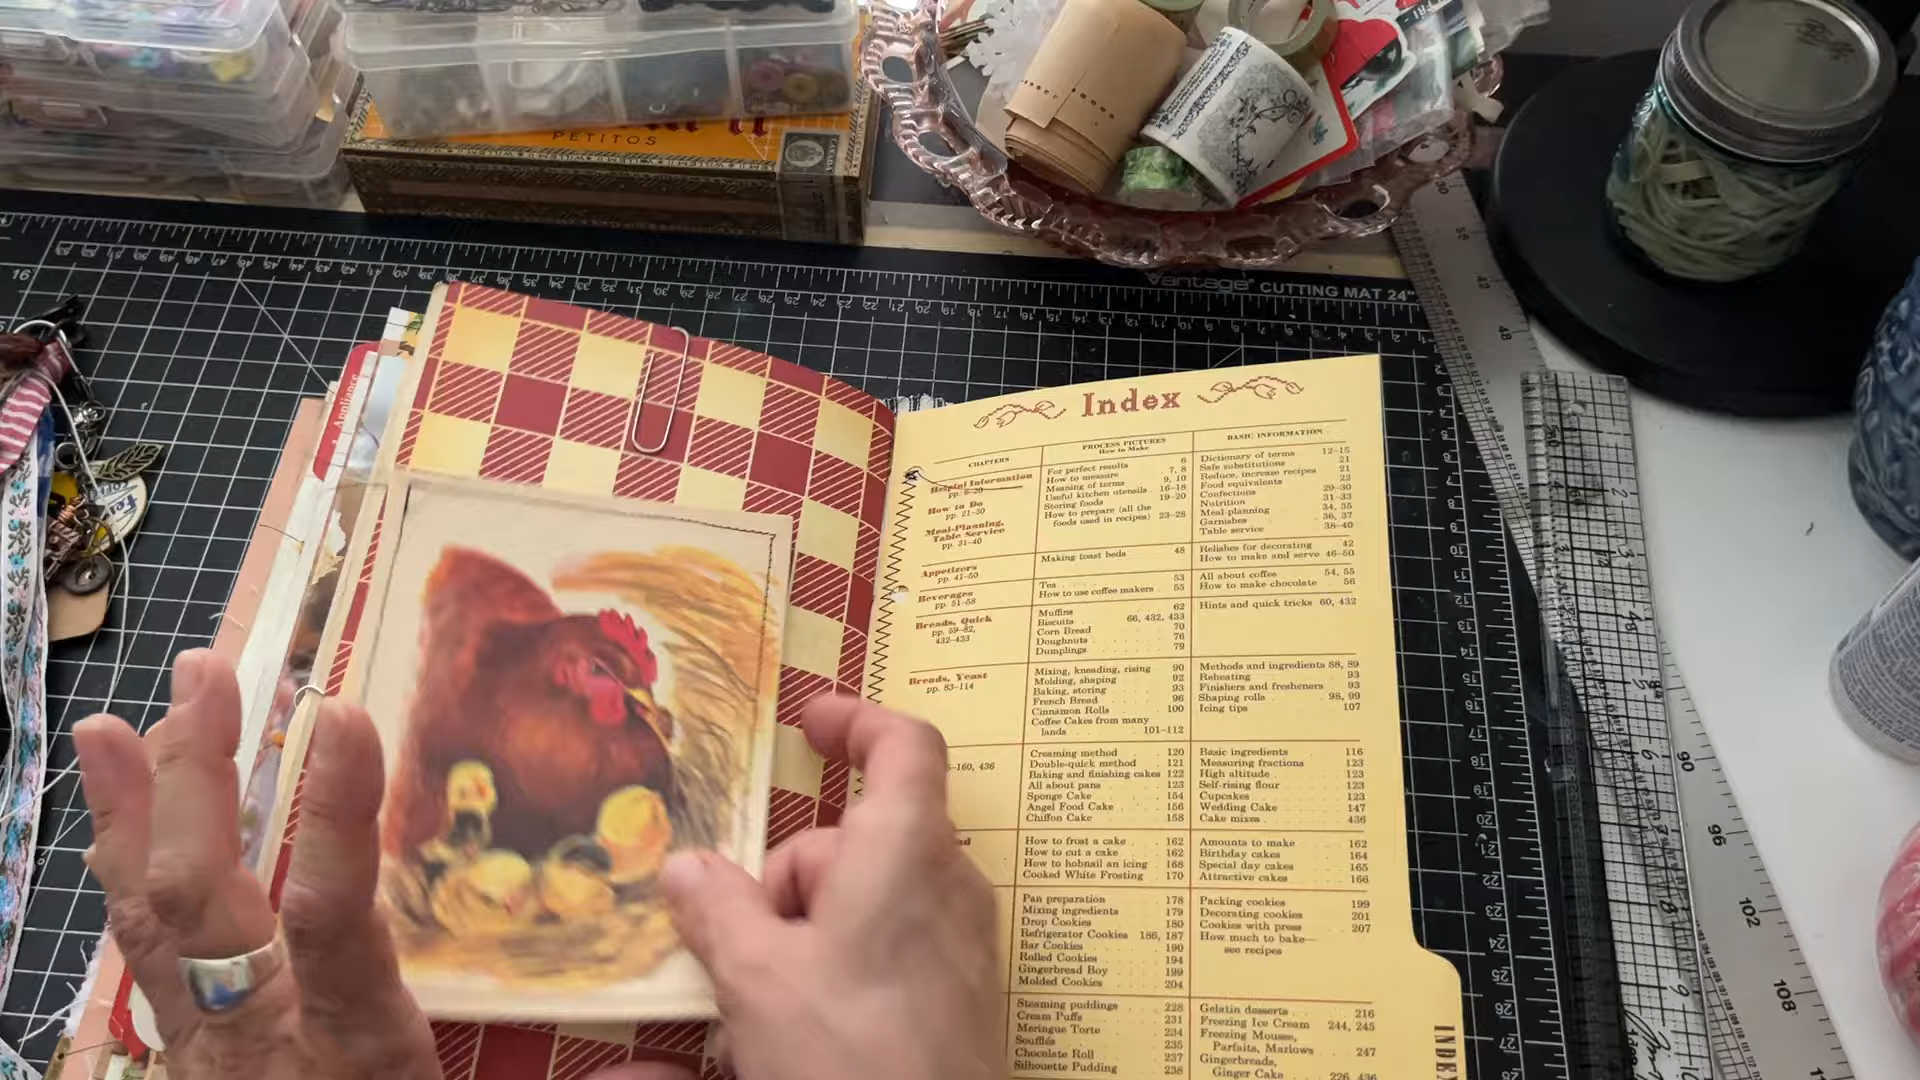 PETITOS
CANADA
FRI -
vantage® CUTTING MAT 24"
Appliance
Index
CHAPTERS
PROCESS PICTURES
How to Make
BASIC INFORMATION
Helpful Information
pp. 6-20
How to Do
pp. 21-30
Meal-Planning,
Table Service
pp. 31-40
For perfect results 6
How to measure 7, 8
Meaning of terms 9, 10
Useful kitchen utensils 16-18
Storing foods 19-20
How to prepare (all the
foods used in recipes) 23-28
Dictionary of terms 12-15
Safe substitutions 21
Reduce, increase recipes 21
Food equivalents 22
Confections 29-30
Nutrition 31-33
Meal-planning 34, 35
Garnishes 36, 37
Table service 38-40
Appetizers
pp. 41-50
Making toast beds 48
Relishes for decorating 42
How to make and serve 46-50
Beverages
pp. 51-58
Tea 53
How to use coffee makers 55
All about coffee 54, 55
How to make chocolate 56
Breads, Quick
pp. 59-82,
432-433
Muffins 62
Biscuits 66, 432, 433
Corn Bread 70
Doughnuts 76
Dumplings 79
Hints and quick tricks 60, 432
Breads, Yeast
pp. 83-114
Mixing, kneading, rising 90
Molding, shaping 92
Baking, storing 93
French Bread 96
Cinnamon Rolls 100
Coffee Cakes from many
lands 101-112
Methods and ingredients 88, 89
Reheating 93
Finishers and fresheners 93
Shaping rolls 98, 99
Icing tips 107
-160, 436
Creaming method 120
Double-quick method 121
Baking and finishing cakes 122
All about pans 123
Sponge Cake 154
Angel Food Cake 156
Chiffon Cake 158
Basic ingredients 116
Measuring fractions 123
High altitude 123
Self-rising flour 123
Cupcakes 123
Wedding Cake 147
Cake mixes 436
How to frost a cake 162
How to cut a cake 162
How to hobnail an icing 168
Cooked White Frosting 170
Amounts to make 162
Birthday cakes 164
Special day cakes 165
Attractive cakes 166
Pan preparation 178
Mixing ingredients 179
Drop Cookies 180
Refrigerator Cookies 186, 187
Bar Cookies 190
Rolled Cookies 194
Gingerbread Boy 199
Molded Cookies 204
Packing cookies 199
Decorating cookies 201
Cookies with press 207
How much to bake—
see recipes
Steaming puddings 228
Cream Puffs 231
Meringue Torte 234
Soufflés 235
Chocolate Roll 237
Silhouette Pudding 238
Gelatin desserts 216
Freezing Ice Cream 244, 245
Freezing Mousse,
Parfaits, Marlows 247
Gingerbreads,
Ginger Cake 226, 436
INDEX